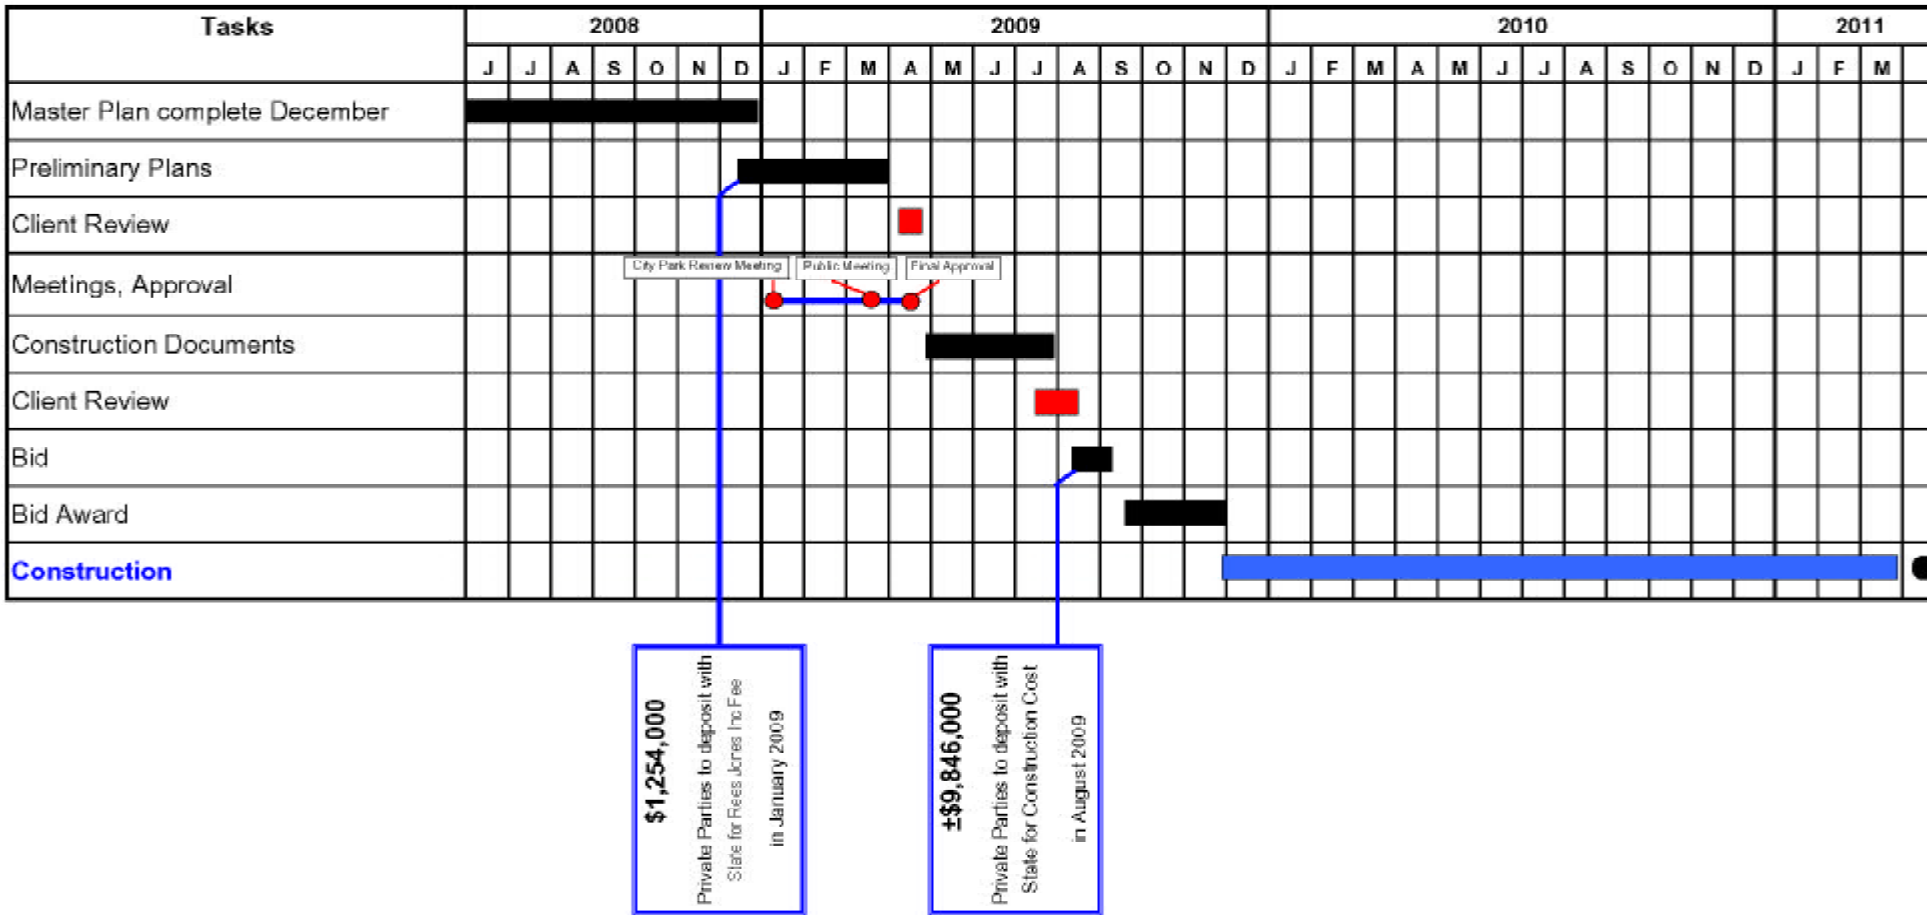 Tasks 2008 2009 2010 2011
J J A S O N D J F M A M J J A S O N D J F M A M J J A S O N D J F M
Master Plan complete December
Preliminary Plans
Client Review
City Park Review Meeting Public Meeting Final Approval
Meetings, Approval
Construction Documents
Client Review
Bid
Bid Award
Construction
$1,254,000
Private Parties to deposit with
State for Rees Jones Inc Fee
in January 2009
±$9,846,000
Private Parties to deposit with
State for Construction Cost
in August 2009